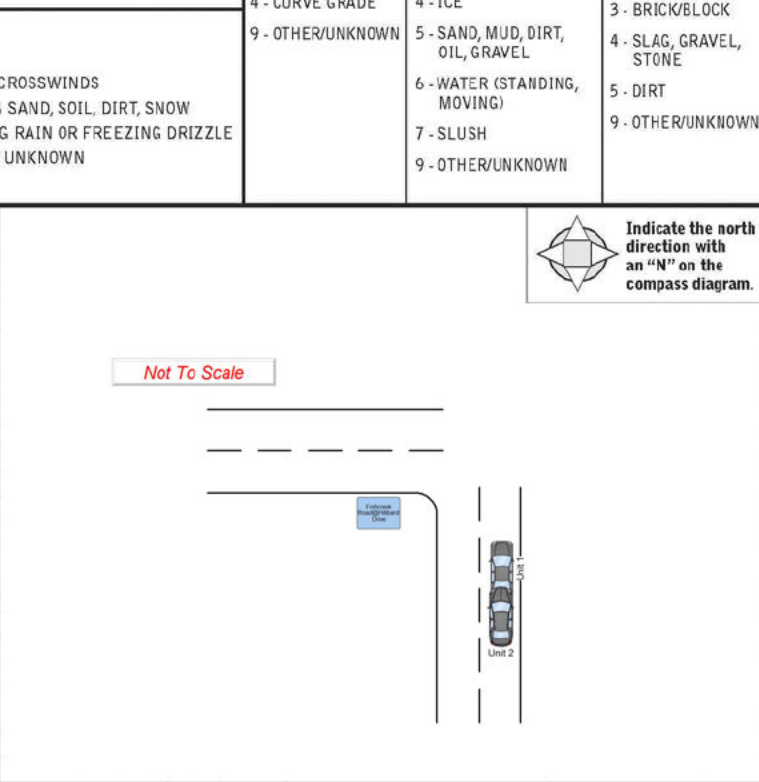 4 - CURVE GRADE
9 - OTHER/UNKNOWN
4 - ICE
5 - SAND, MUD, DIRT,
OIL, GRAVEL
6 - WATER (STANDING,
MOVING)
7 - SLUSH
9 - OTHER/UNKNOWN
3 - BRICK/BLOCK
4 - SLAG, GRAVEL,
STONE
5 - DIRT
9 - OTHER/UNKNOWN
CROSSWINDS
SAND, SOIL, DIRT, SNOW
G RAIN OR FREEZING DRIZZLE
UNKNOWN
Indicate the north
direction with
an “N” on the
compass diagram.
Not To Scale
Road@Hibbard
Drive
Unit 1
Unit 2